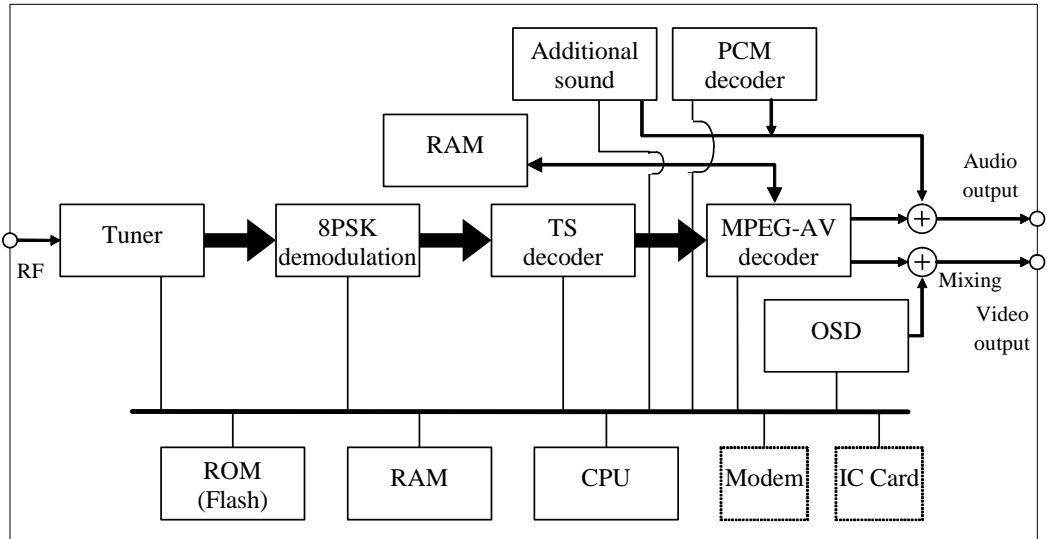 Additional
sound
PCM
decoder
RAM
Audio
output
Tuner
8PSK
demodulation
TS
decoder
MPEG-AV
decoder
RF
Mixing
OSD
Video
output
ROM
(Flash)
RAM
CPU
Modem
IC Card